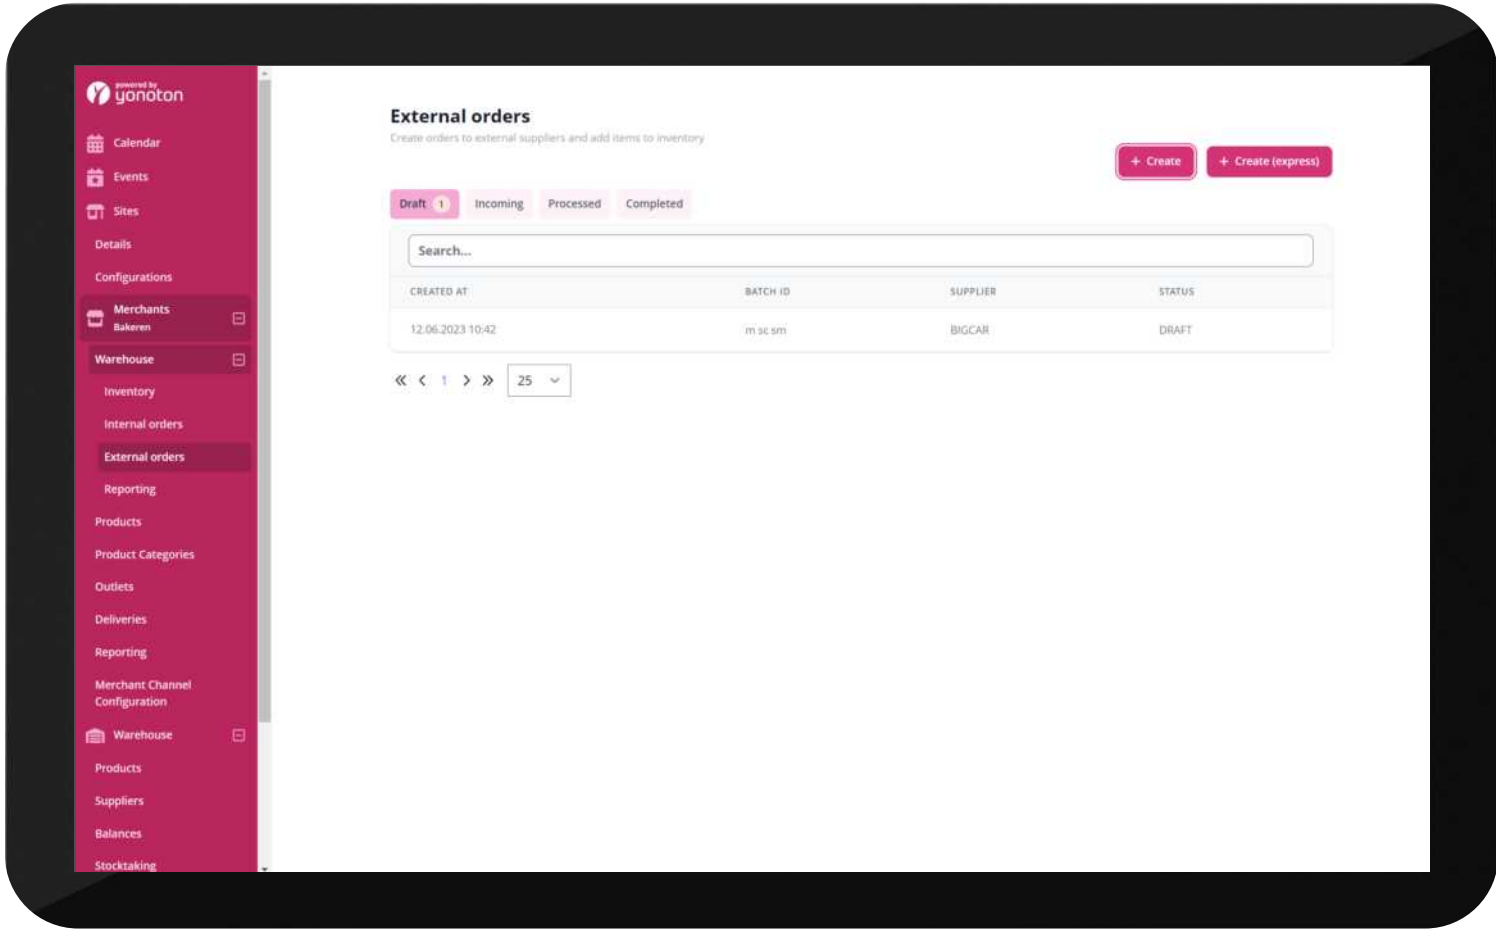 powered by
yonoton
Calendar
Events
Sites
Details
Configurations
Merchants
Bakeren
Warehouse
Inventory
Internal orders
External orders
Reporting
Products
Product Categories
Outlets
Deliveries
Reporting
Merchant Channel
Configuration
Warehouse
Products
Suppliers
Balances
Stocktaking
External orders
Create orders to external suppliers and add items to inventory
+ Create
+ Create (express)
Draft 1 Incoming Processed Completed
Search...
CREATED AT BATCH ID SUPPLIER STATUS
12.06.2023 10:42 m sc sm BIGCAR DRAFT
« < 1 > » 25